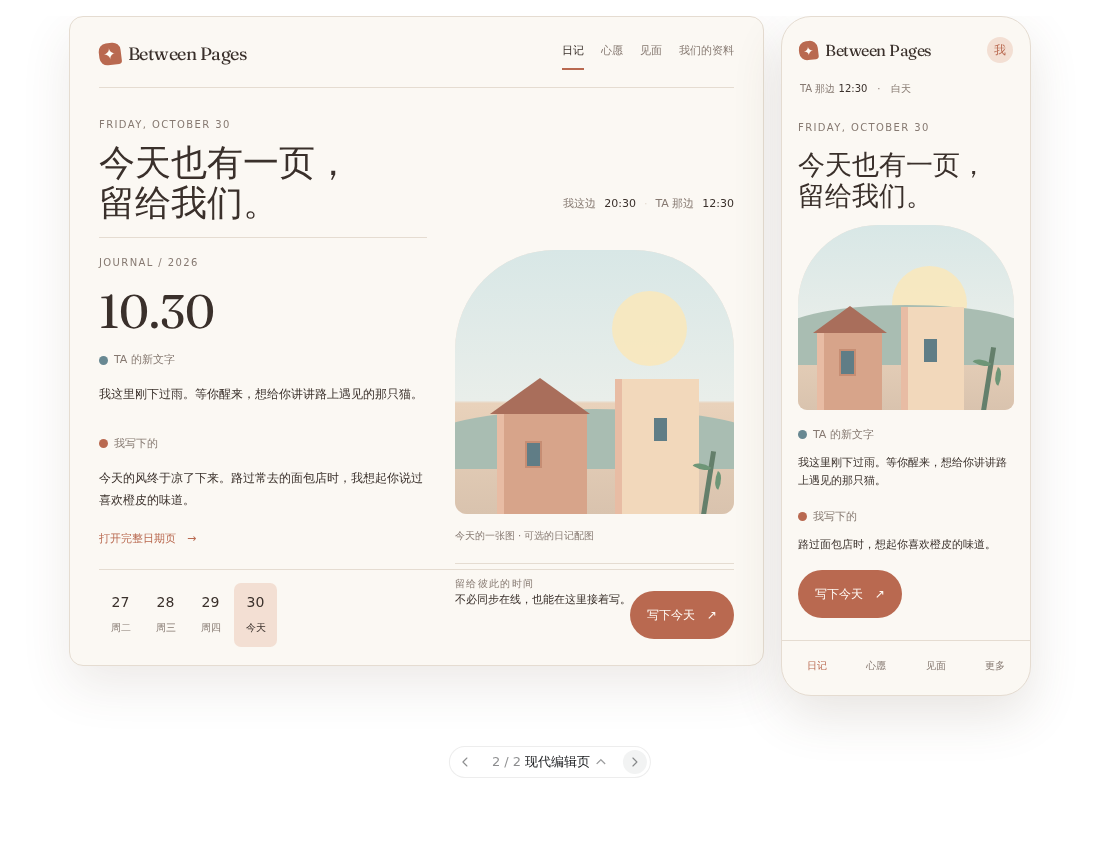 Between Pages
日记 心愿 见面 我们的资料
FRIDAY, OCTOBER 30
今天也有一页，
留给我们。
我这边 20:30 · TA 那边 12:30
JOURNAL / 2026
10.30
TA 的新文字
我这里刚下过雨。等你醒来，想给你讲讲路上遇见的那只猫。
我写下的
今天的风终于凉了下来。路过常去的面包店时，我想起你说过
喜欢橙皮的味道。
打开完整日期页 →
今天的一张图 · 可选的日记配图
27 28 29 30
周二 周三 周四 今天
留给彼此的时间
不必同步在线，也能在这里接着写。
写下今天 ↗
Between Pages
我
TA 那边 12:30 · 白天
FRIDAY, OCTOBER 30
今天也有一页，
留给我们。
TA 的新文字
我这里刚下过雨。等你醒来，想给你讲讲路
上遇见的那只猫。
我写下的
路过面包店时，想起你喜欢橙皮的味道。
写下今天 ↗
日记 心愿 见面 更多
2 / 2 现代编辑页